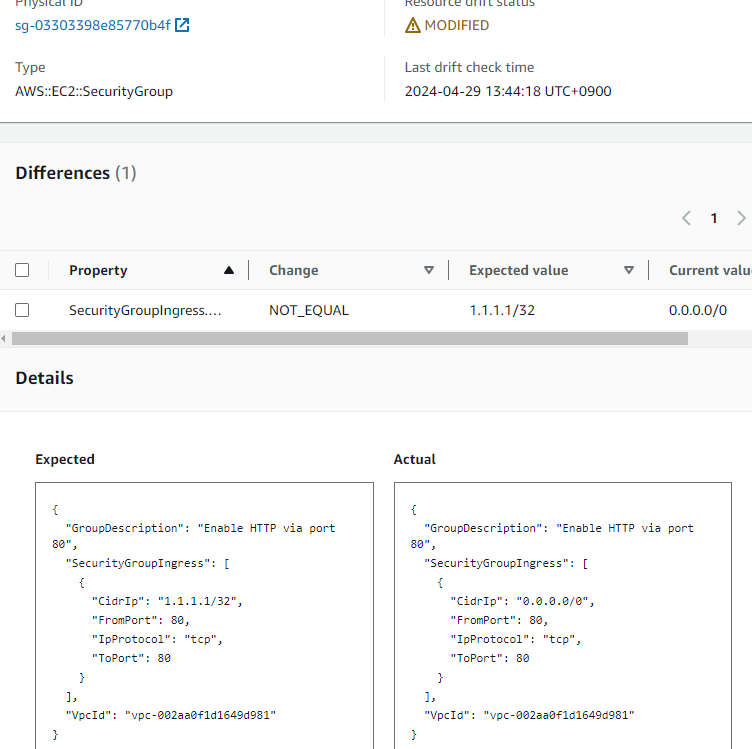 Physical ID
Resource drift status
sg-03303398e85770b4f
MODIFIED
Type
Last drift check time
AWS::EC2::SecurityGroup
2024-04-29 13:44:18 UTC+0900
Differences (1)
1
Property Change Expected value Current valu
SecurityGroupIngress.... NOT_EQUAL 1.1.1.1/32 0.0.0.0/0
Details
Expected
{
"GroupDescription": "Enable HTTP via port
80",
"SecurityGroupIngress": [
{
"CidrIp": "1.1.1.1/32",
"FromPort": 80,
"IpProtocol": "tcp",
"ToPort": 80
}
],
"VpcId": "vpc-002aa0f1d1649d981"
}
Actual
{
"GroupDescription": "Enable HTTP via port
80",
"SecurityGroupIngress": [
{
"CidrIp": "0.0.0.0/0",
"FromPort": 80,
"IpProtocol": "tcp",
"ToPort": 80
}
],
"VpcId": "vpc-002aa0f1d1649d981"
}